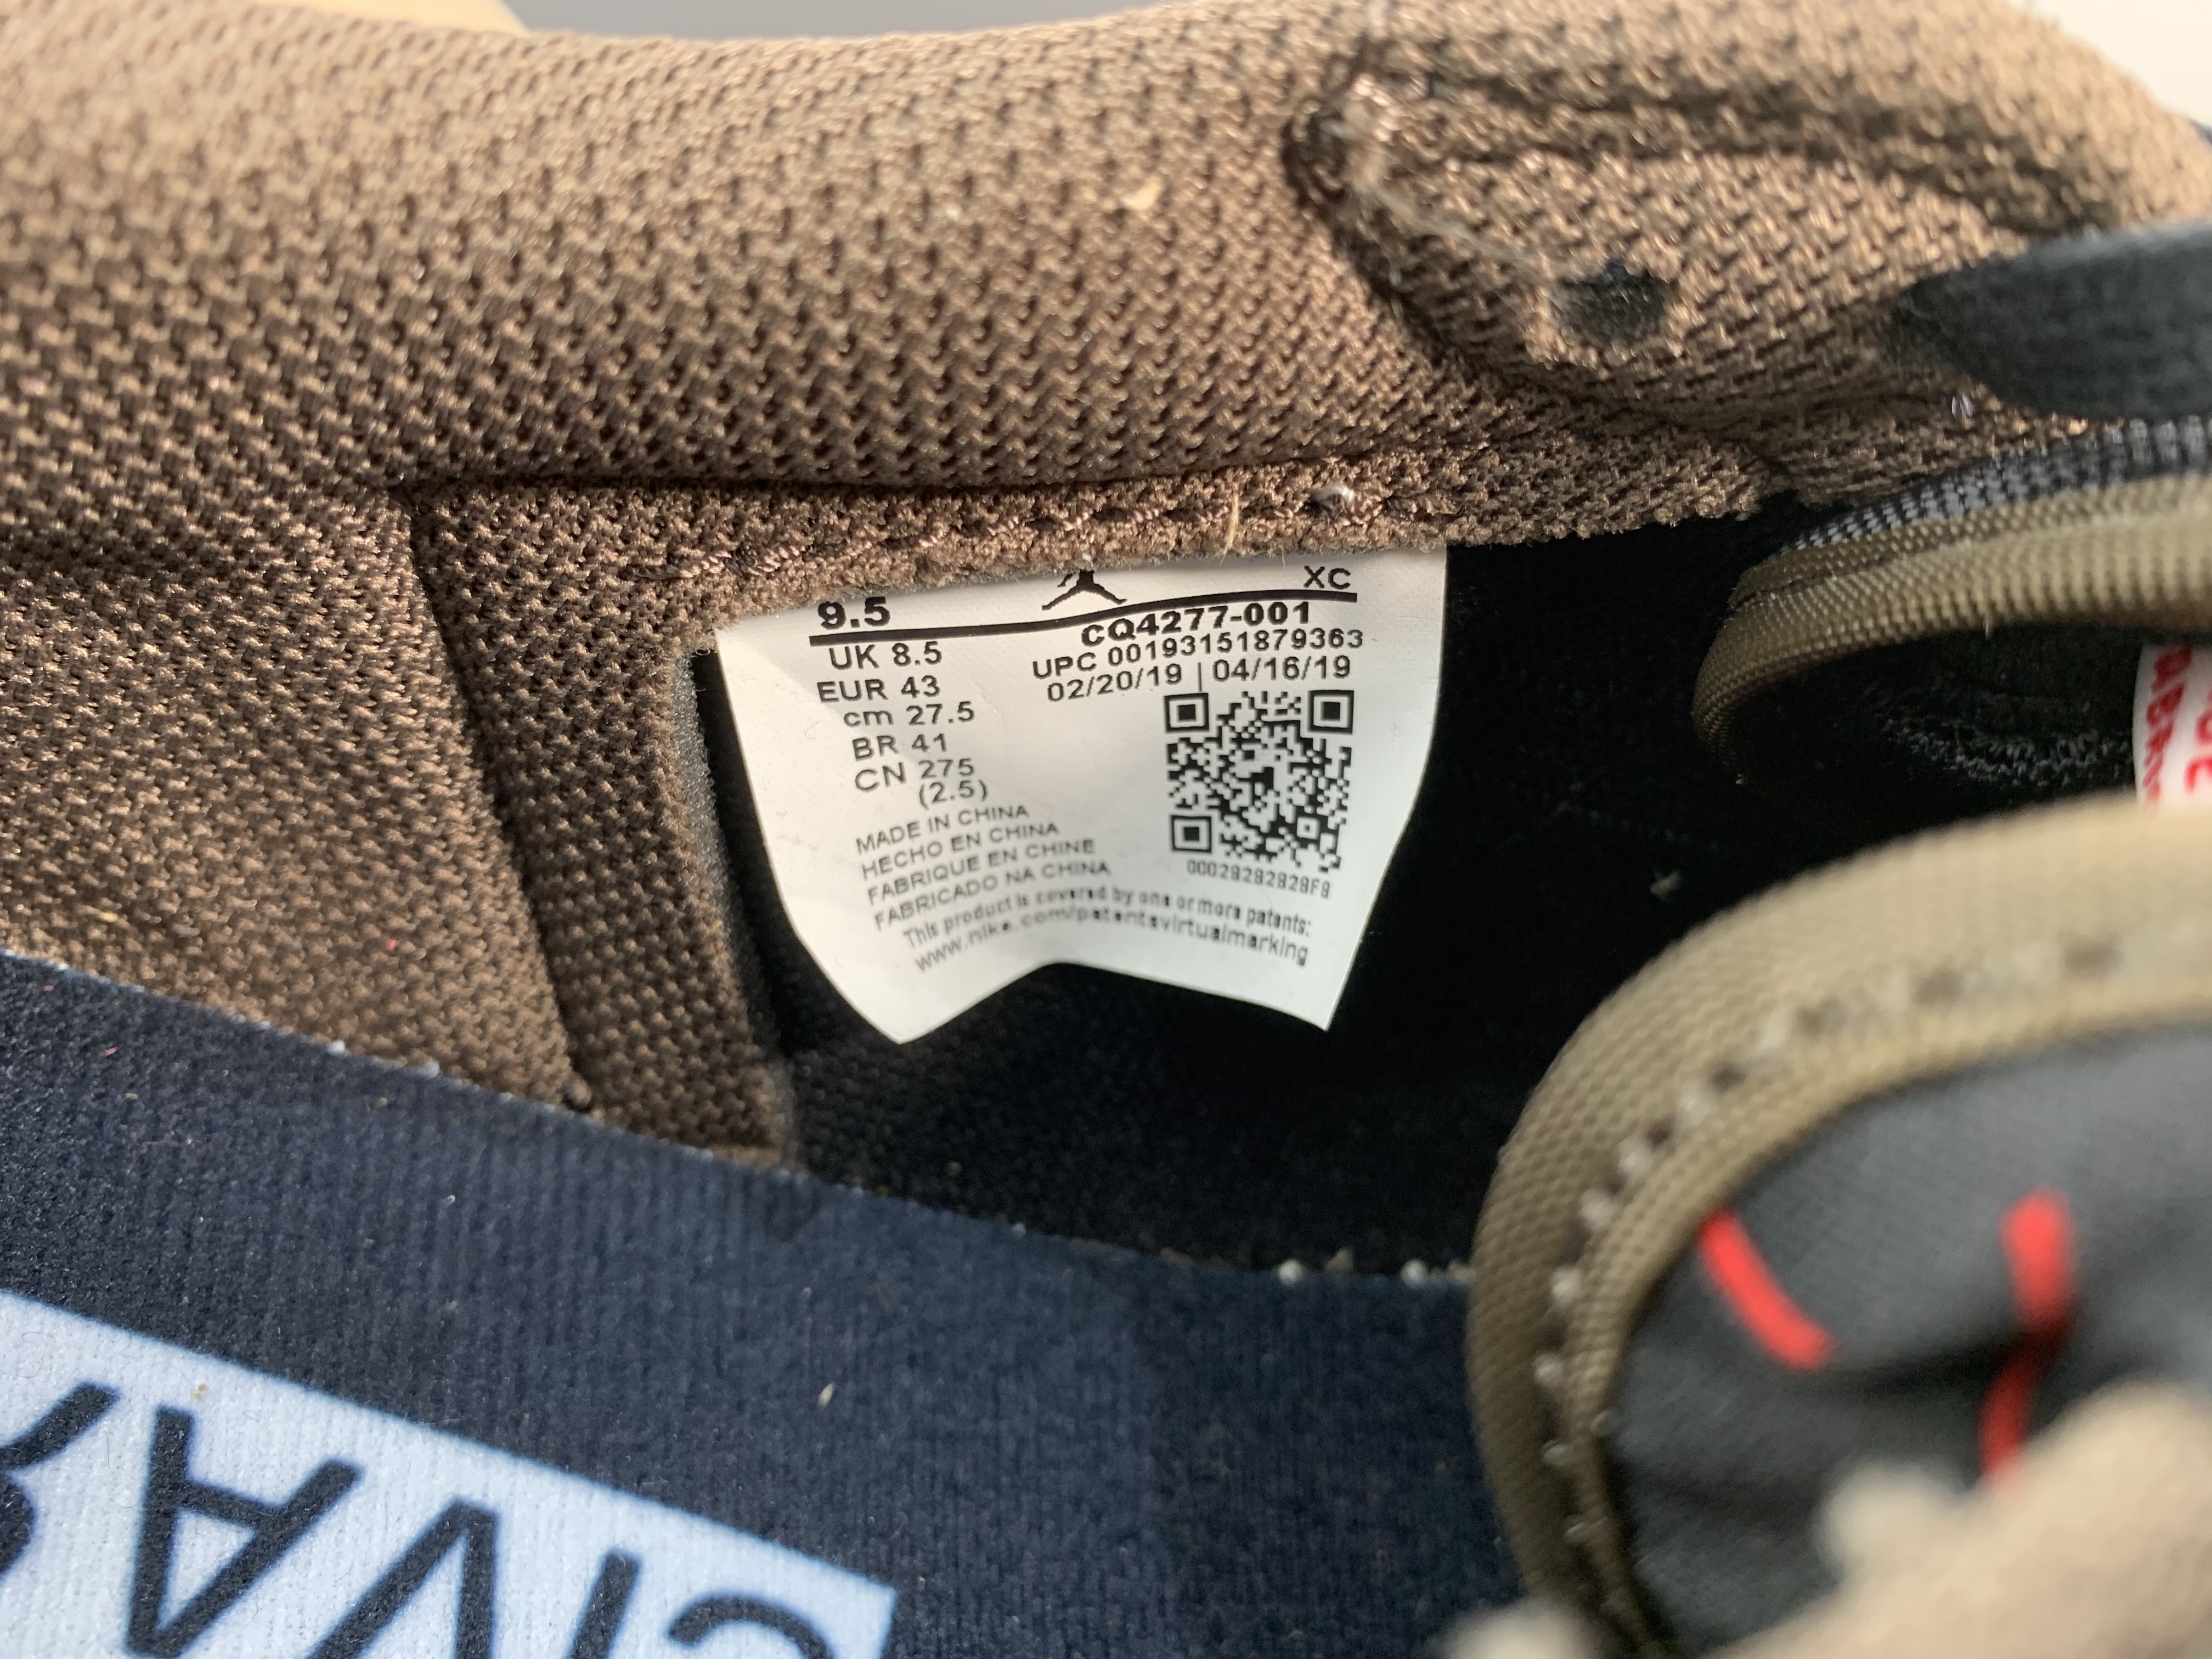 9.5 XC
UK 8.5
EUR 43
cm 27.5
BR 41
CN 275
(2.5)
CQ4277-001
UPC 00193151879363
02/20/19 | 04/16/19
MADE IN CHINA
HECHO EN CHINA
FABRIQUE EN CHINE
FABRICADO NA CHINA
This product is covered by one or more patents:
www.nike.com/patentsvirtualmarking